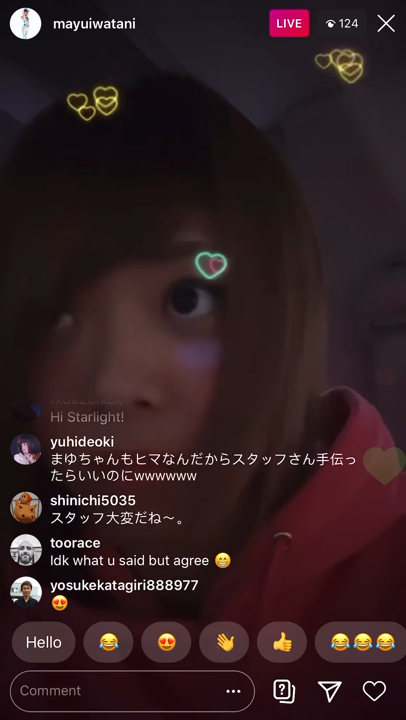 mayuiwatani
LIVE
124
Hi Starlight!
yuhideoki
まゆちゃんもヒマなんだからスタッフさん手伝っ
たらいいのにwwwwww
shinichi5035
スタッフ大変だね〜。
toorace
Idk what u said but agree 😁
yosukekatagiri888977
😍
Hello
😂
😍
👋
👍
😂😂😂
Comment